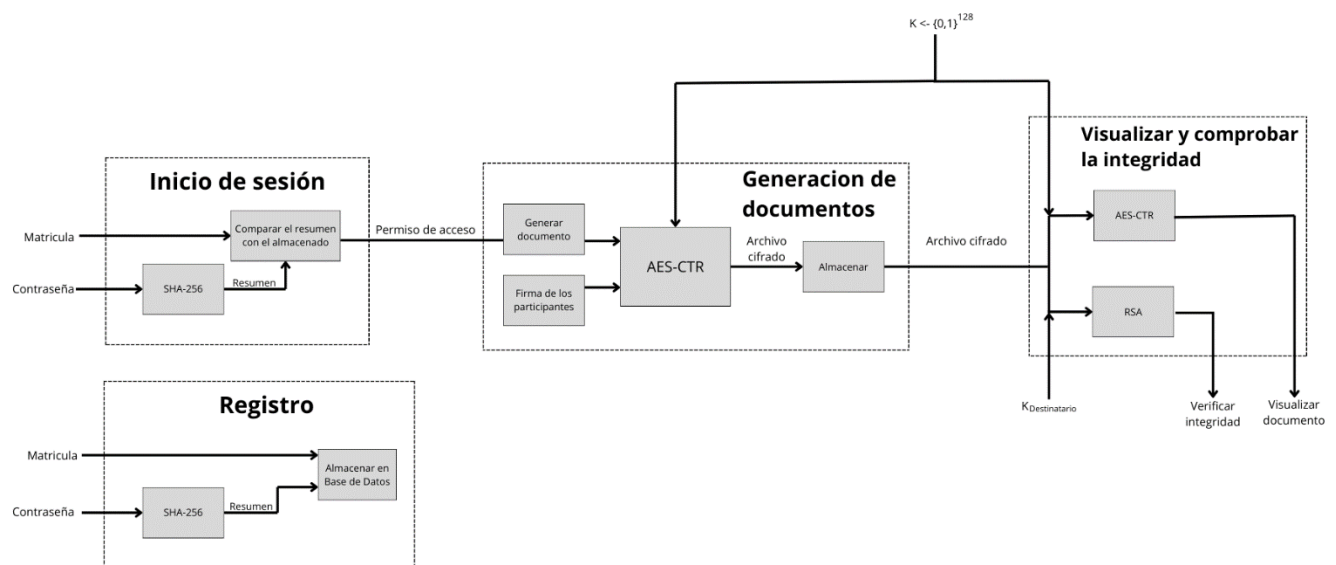 K <- {0,1}128
Inicio de sesión
Matricula
Comparar el resumen
con el almacenado
Contraseña
SHA-256
Resumen
Permiso de acceso
Generacion de
documentos
Generar
documento
Firma de los
participantes
AES-CTR
Archivo
cifrado
Almacenar
Archivo cifrado
Visualizar y comprobar
la integridad
AES-CTR
RSA
KDestinatario
Verificar
integridad
Visualizar
documento
Registro
Matricula
Contraseña
SHA-256
Resumen
Almacenar en
Base de Datos